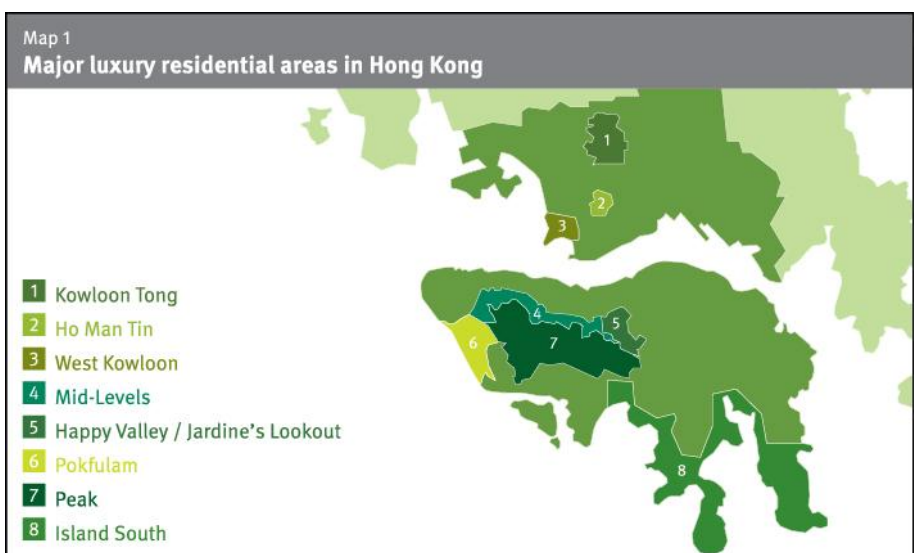 Map 1
Major luxury residential areas in Hong Kong
1
2
3
4
5
6
7
8
1 Kowloon Tong
2 Ho Man Tin
3 West Kowloon
4 Mid-Levels
5 Happy Valley / Jardine's Lookout
6 Pokfulam
7 Peak
8 Island South